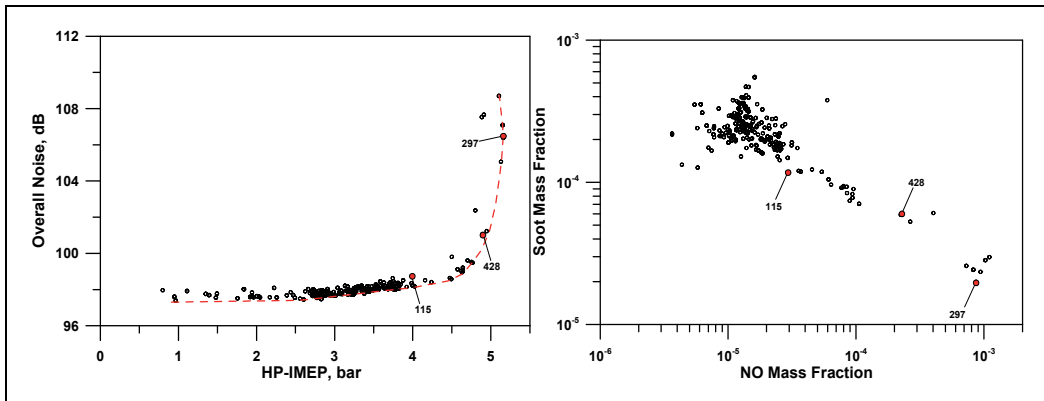 112
108
104
100
96
Overall Noise, dB
297
428
115
0 1 2 3 4 5
HP-IMEP, bar
10-3
10-4
10-5
Soot Mass Fraction
428
115
297
10-6 10-5 10-4 10-3
NO Mass Fraction